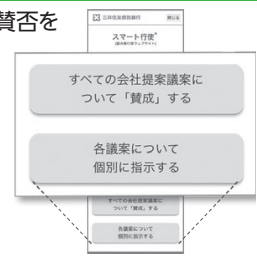 賛否を
三井住友信託銀行
閉じる
スマート行使®
すべての会社提案議案に
ついて「賛成」する
各議案について
個別に指示する
すべての会社提案議案に
ついて「賛成」する
各議案について
個別に指示する